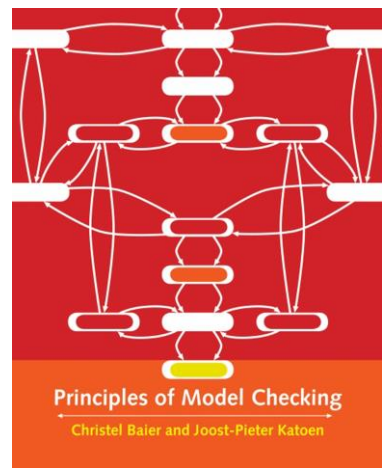 Principles of Model Checking
Christel Baier and Joost-Pieter Katoen